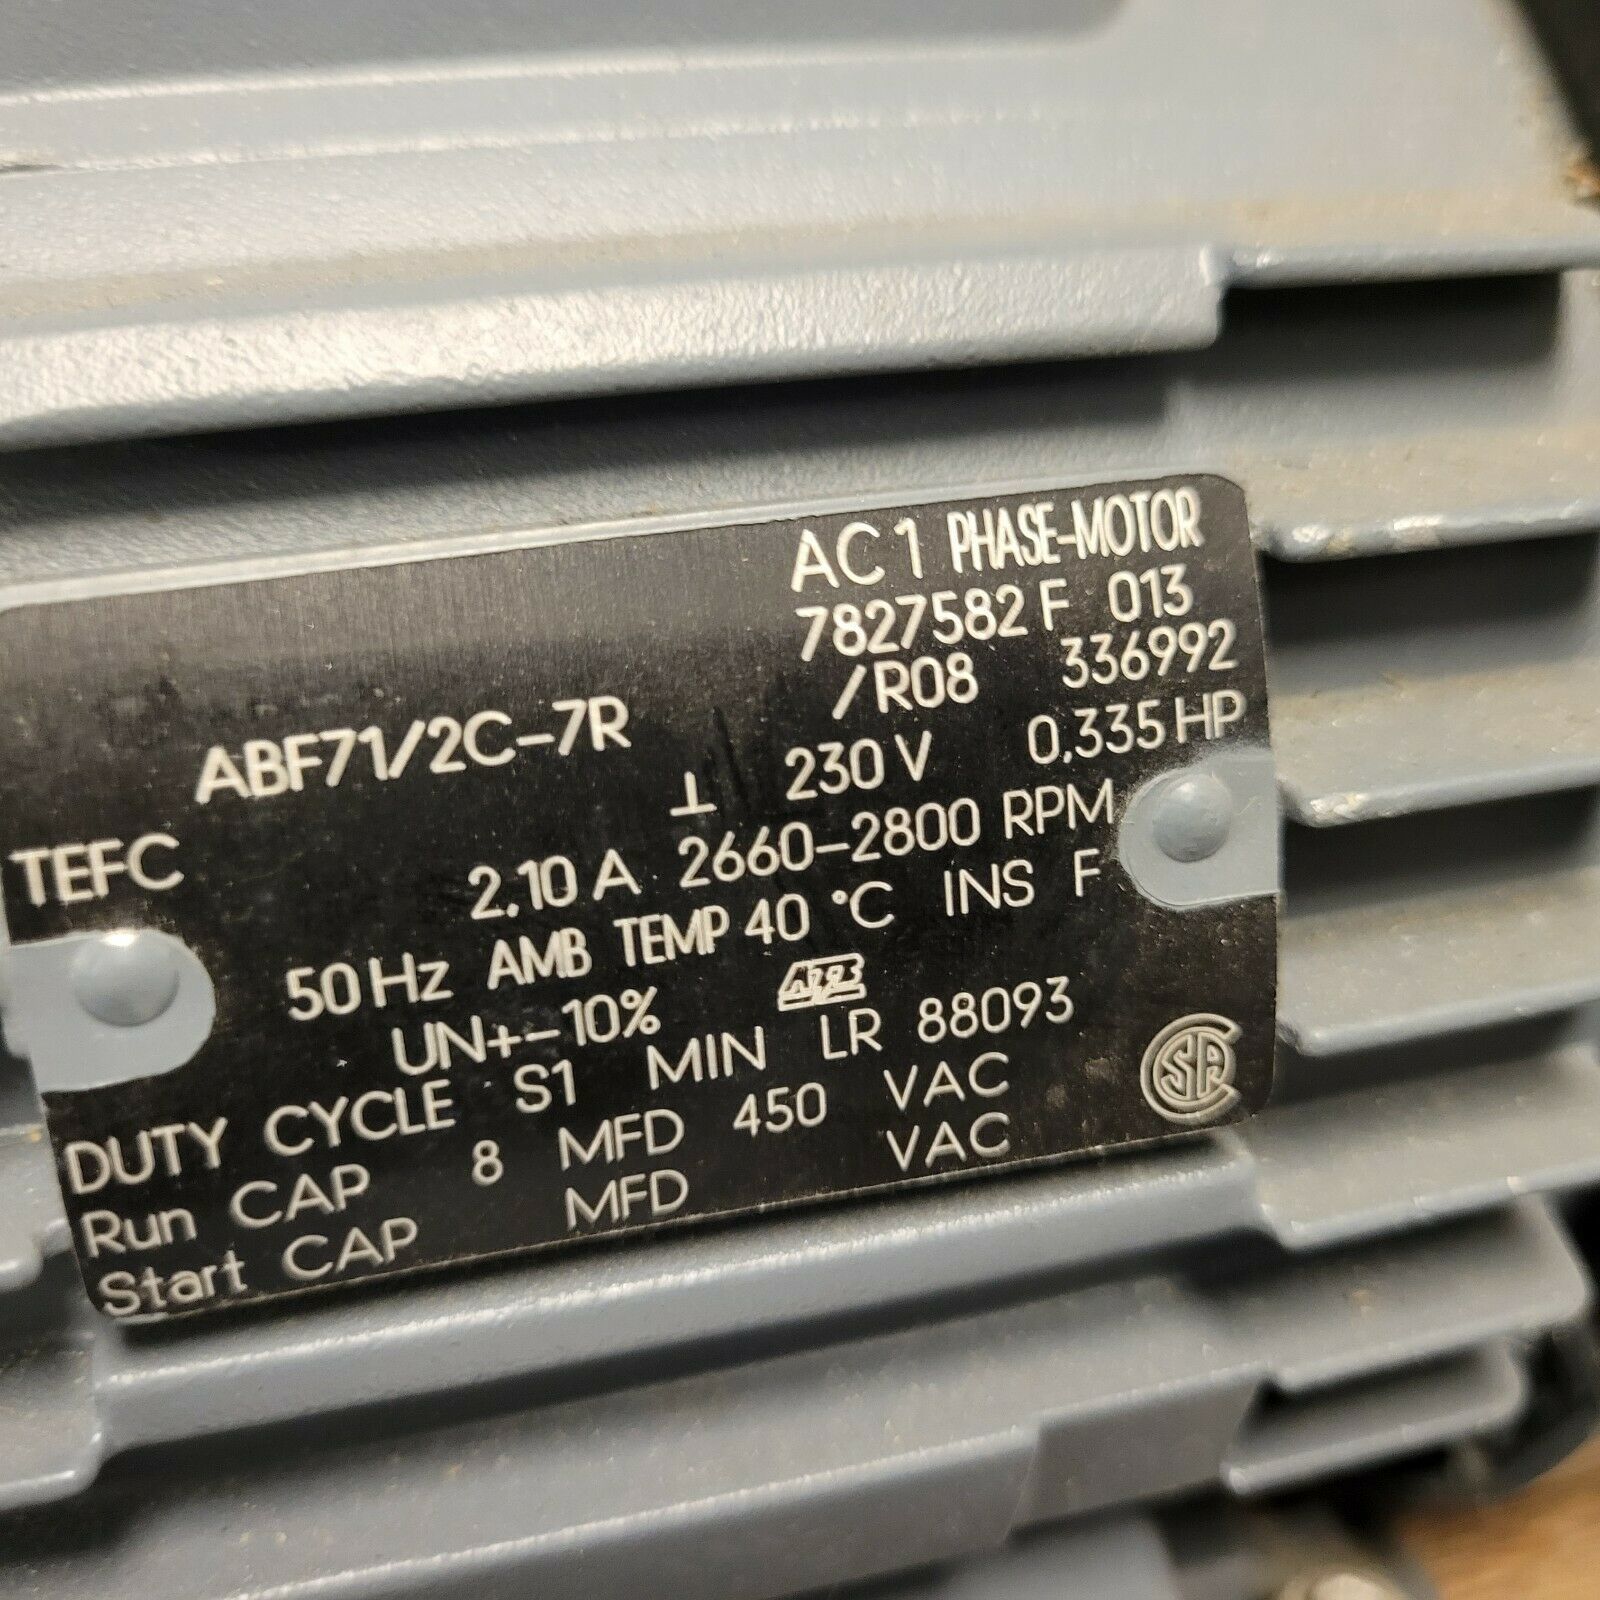 AC 1 PHASE-MOTOR
7827582 F 013
ABF71/2C-7R /R08 336992
⊥ 230 V 0,335 HP
TEFC 2.10 A 2660-2800 RPM
50 Hz AMB TEMP 40 °C INS F
UN+-10%
DUTY CYCLE S1 MIN LR 88093
Run CAP 8 MFD 450 VAC
Start CAP MFD VAC
CSA